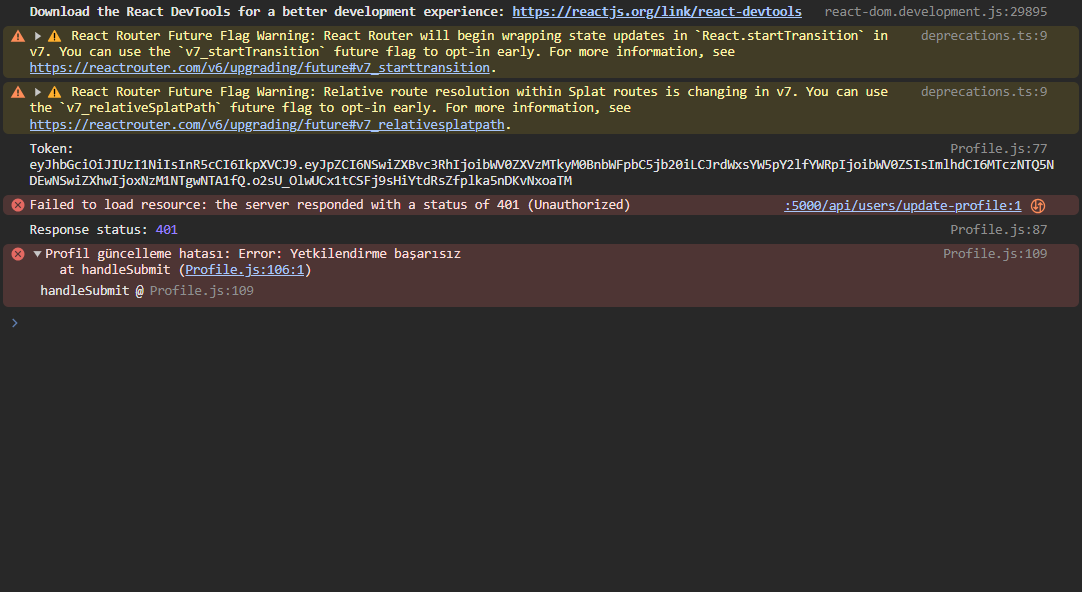 Download the React DevTools for a better development experience: https://reactjs.org/link/react-devtools react-dom.development.js:29895
React Router Future Flag Warning: React Router will begin wrapping state updates in `React.startTransition` in deprecations.ts:9
v7. You can use the `v7_startTransition` future flag to opt-in early. For more information, see
https://reactrouter.com/v6/upgrading/future#v7_starttransition.
React Router Future Flag Warning: Relative route resolution within Splat routes is changing in v7. You can use deprecations.ts:9
the `v7_relativeSplatPath` future flag to opt-in early. For more information, see
https://reactrouter.com/v6/upgrading/future#v7_relativesplatpath.
Token: Profile.js:77
eyJhbGciOiJIUzI1NiIsInR5cCI6IkpXVCJ9.eyJpZCI6NSwiZXBvc3RhIjoibWV0ZXVzMTkyM0BnbWFpbC5jb20iLCJrdWxsYW5pY2lfYWRpIjoibWV0ZSIsImlhdCI6MTczNTQ5N
DEwNSwiZXhwIjoxNzM1NTgwNTA1fQ.o2sU_OlwUCx1tCSFj9sHiYtdRsZfplka5nDKvNxoaTM
Failed to load resource: the server responded with a status of 401 (Unauthorized) :5000/api/users/update-profile:1
Response status: 401 Profile.js:87
Profil güncelleme hatası: Error: Yetkilendirme başarısız Profile.js:109
at handleSubmit (Profile.js:106:1)
handleSubmit @ Profile.js:109